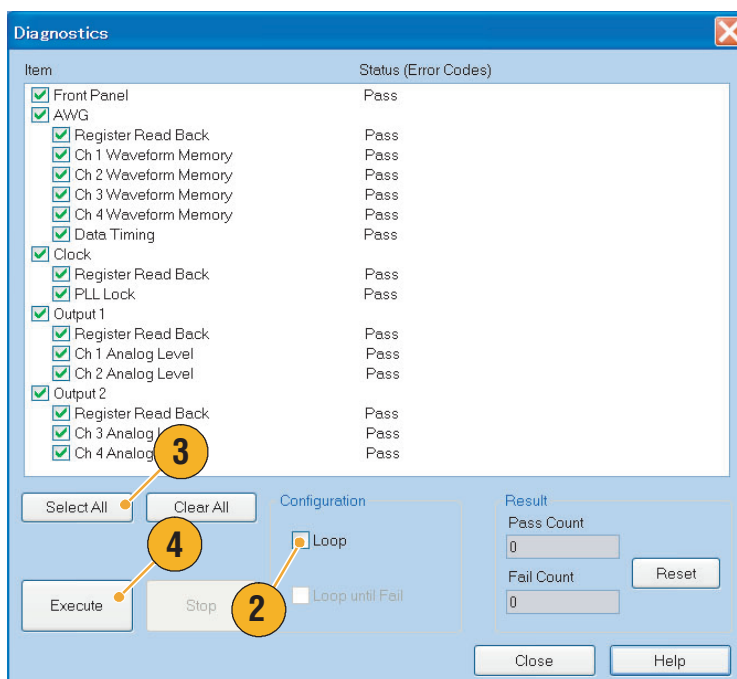 Diagnostics
Item Status (Error Codes)
Front Panel Pass
AWG
Register Read Back Pass
Ch 1 Waveform Memory Pass
Ch 2 Waveform Memory Pass
Ch 3 Waveform Memory Pass
Ch 4 Waveform Memory Pass
Data Timing Pass
Clock
Register Read Back Pass
PLL Lock Pass
Output 1
Register Read Back Pass
Ch 1 Analog Level Pass
Ch 2 Analog Level Pass
Output 2
Register Read Back Pass
Ch 3 Analog Pass
Ch 4 Analog Pass
3
Select All Clear All
Configuration
Result
Pass Count
Loop
0
4
Fail Count
Reset
Execute Stop
2
Loop until Fail
0
Close Help